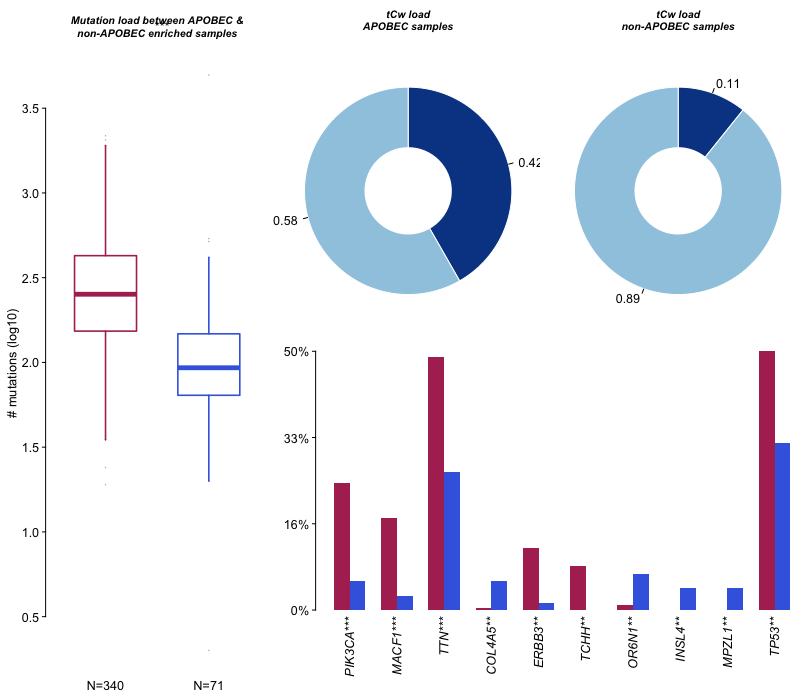 Mutation load between APOBEC &
non-APOBEC enriched samples
tCw load
APOBEC samples
tCw load
non-APOBEC samples
3.5
3.0
2.5
2.0
1.5
1.0
0.5
# mutations (log10)
N=340
N=71
0.42
0.58
0.11
0.89
50%
33%
16%
0%
PIK3CA***
MACF1***
TTN***
COL4A5**
ERBB3**
TCHH**
OR6N1**
INSL4**
MPZL1**
TP53**